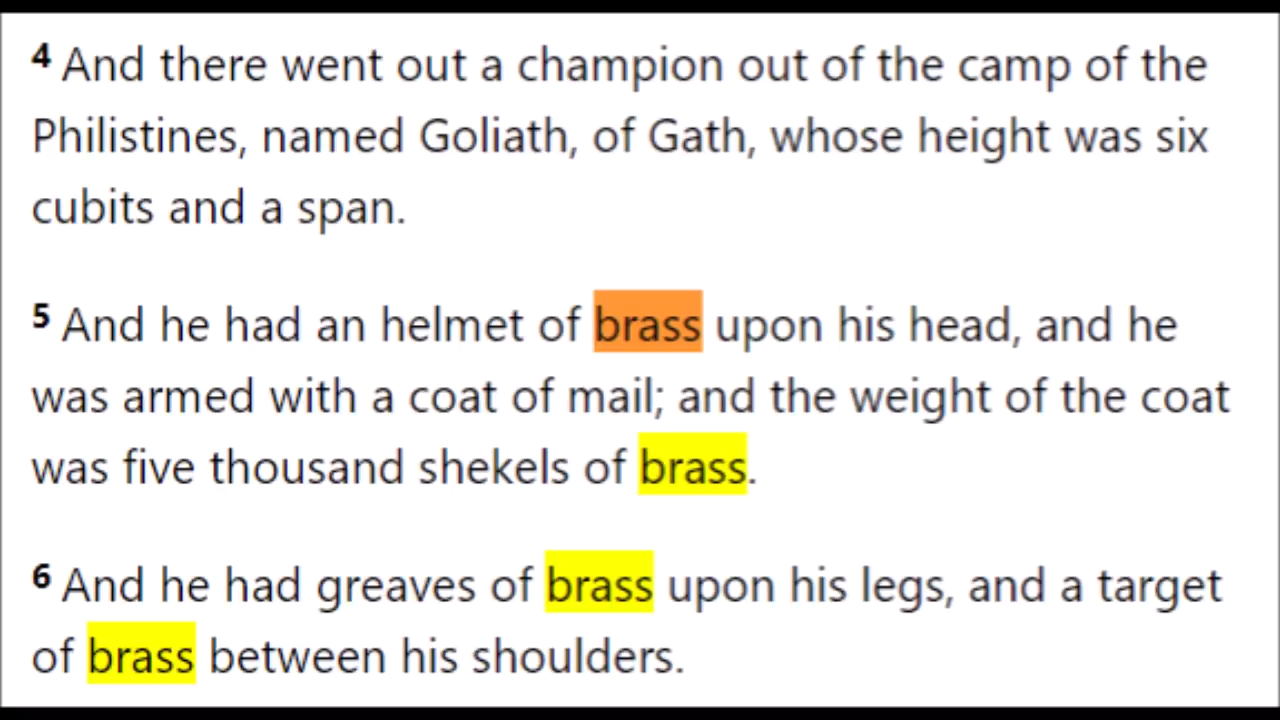 4 And there went out a champion out of the camp of the
Philistines, named Goliath, of Gath, whose height was six
cubits and a span.
5 And he had an helmet of brass upon his head, and he
was armed with a coat of mail; and the weight of the coat
was five thousand shekels of brass.
6 And he had greaves of brass upon his legs, and a target
of brass between his shoulders.